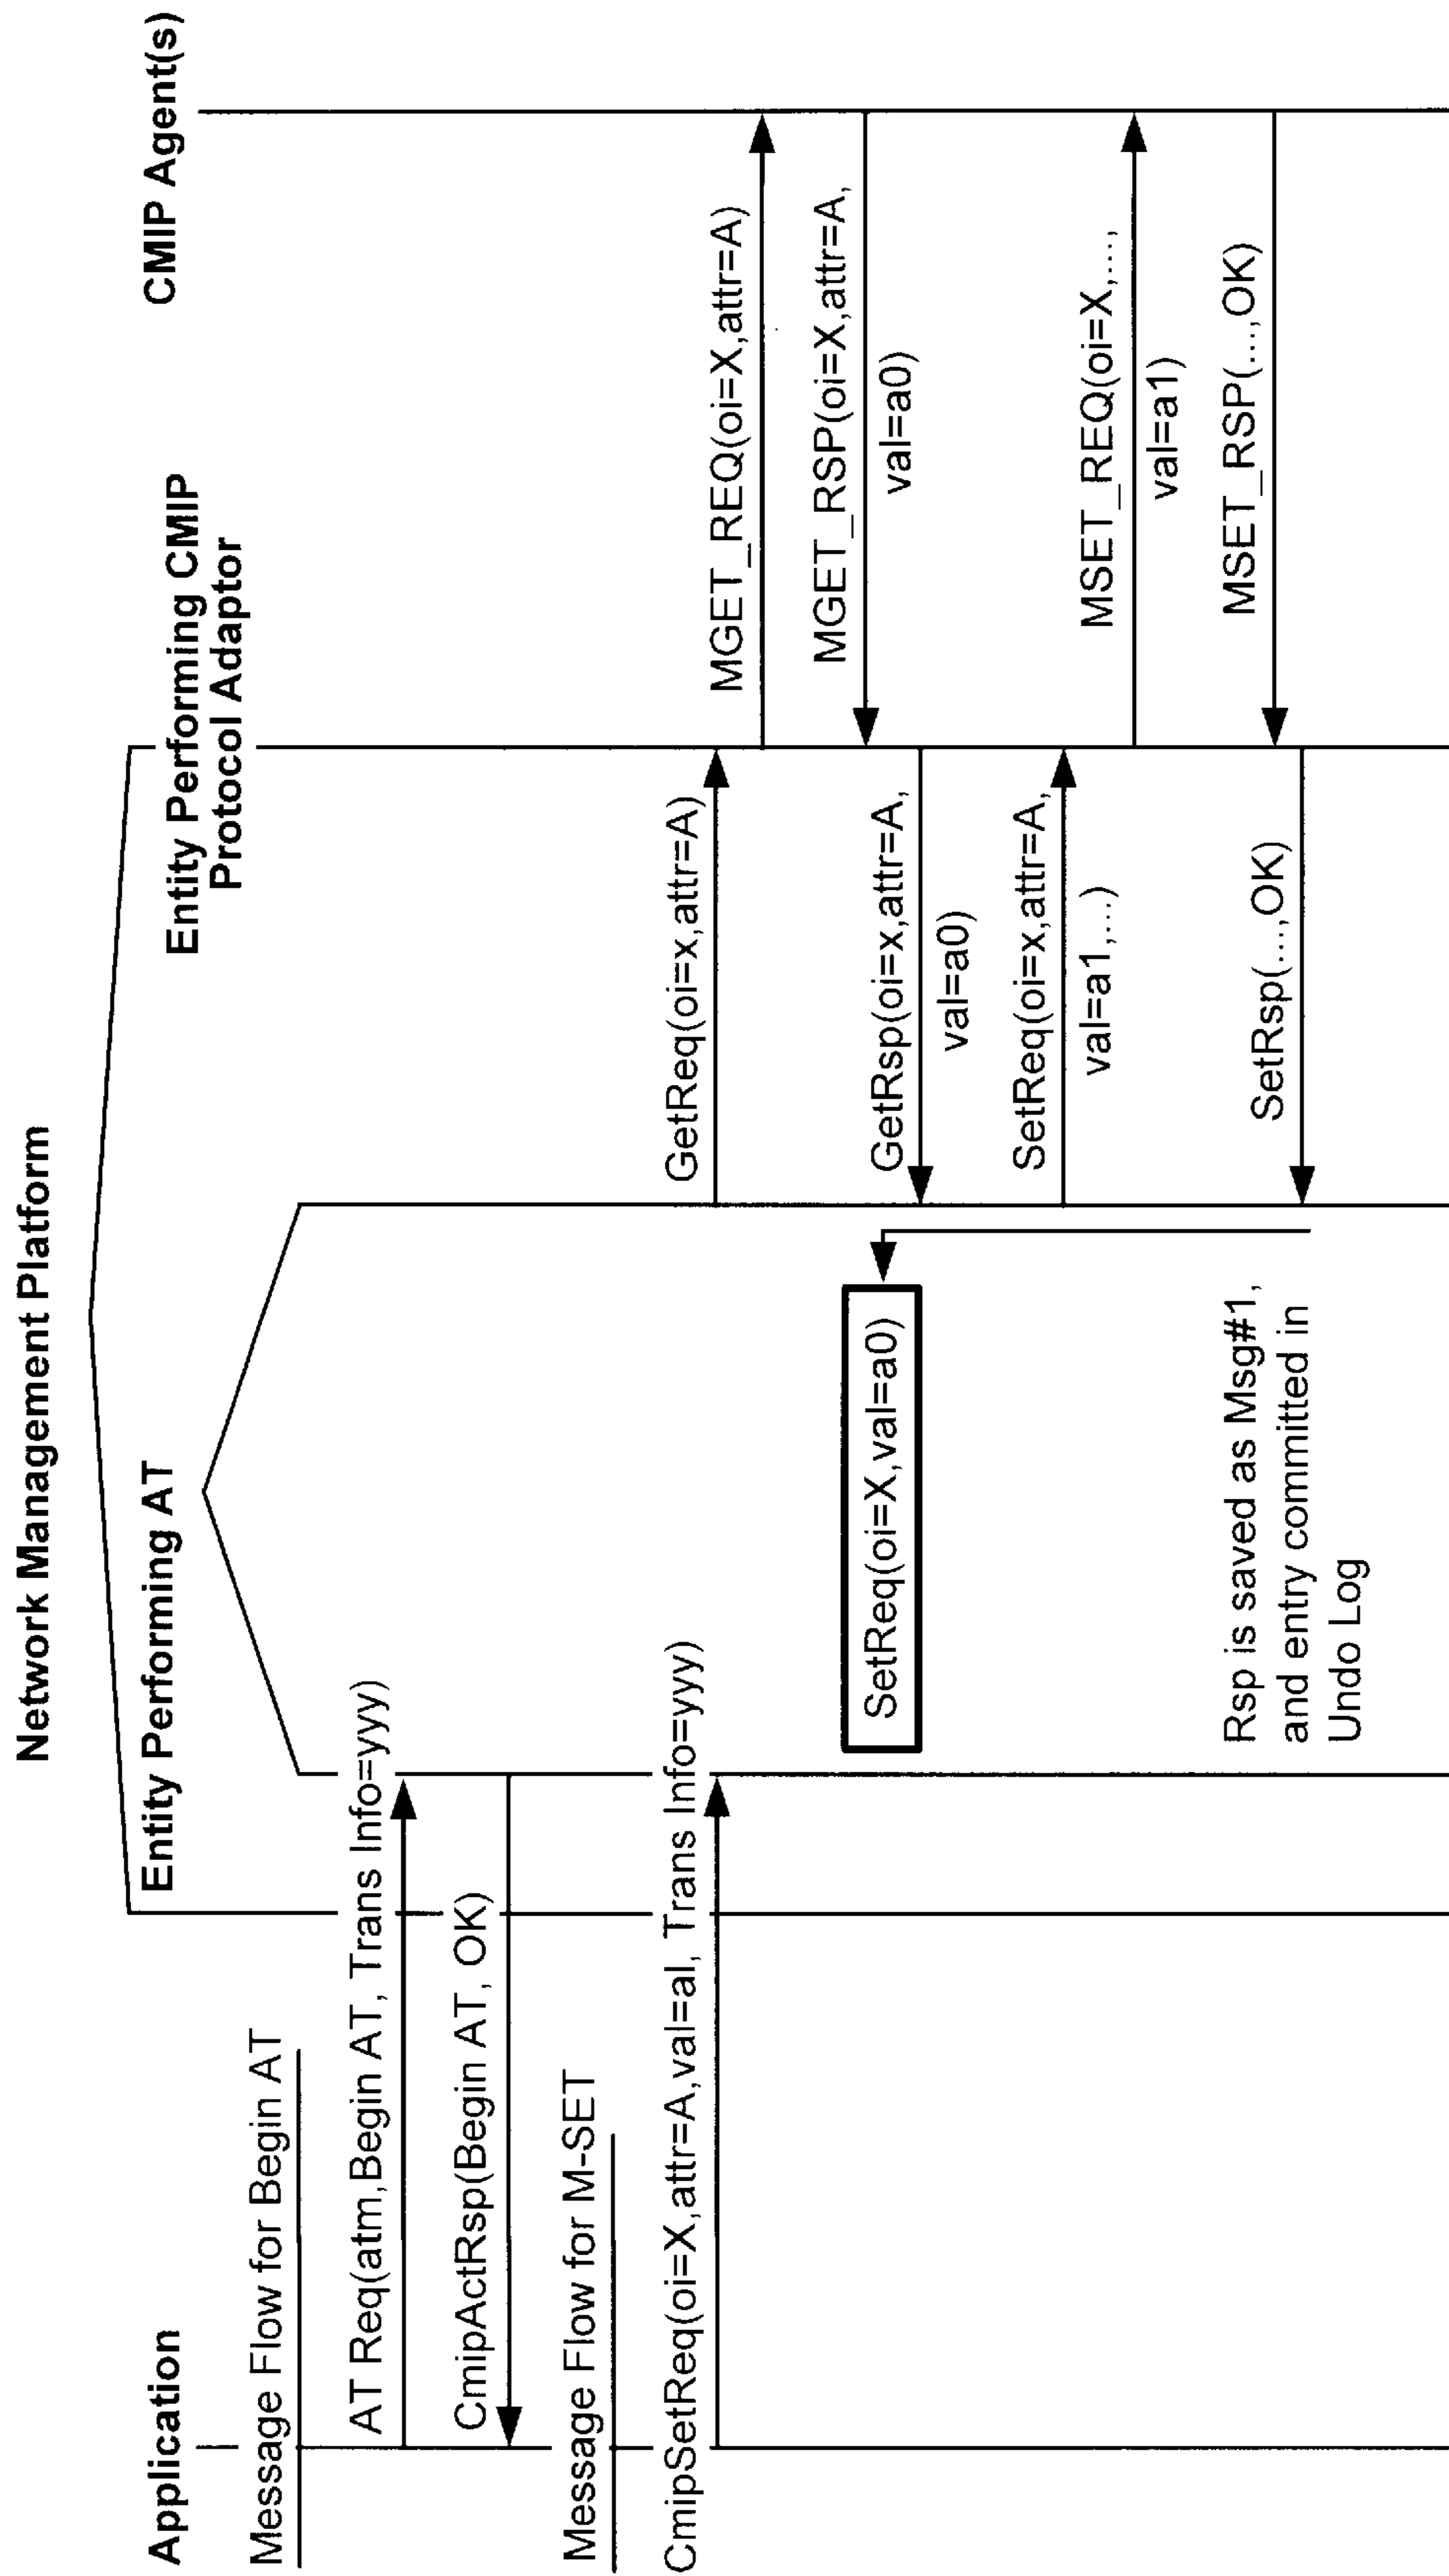 Network Management Platform
Application
Entity Performing AT
Entity Performing CMIP
Protocol Adaptor
CMIP Agent(s)
Message Flow for Begin AT
AT Req(atm,Begin AT, Trans Info=yyy)
CmipActRsp(Begin AT, OK)
Message Flow for M-SET
CmipSetReq(oi=X,attr=A,val=al, Trans Info=yyy)
GetReq(oi=x,attr=A)
MGET_REQ(oi=X,attr=A)
MGET_RSP(oi=X,attr=A,
val=a0)
SetReq(oi=X,val=a0)
GetRsp(oi=x,attr=A,
val=a0)
SetReq(oi=x,attr=A,
val=a1,...)
MSET_REQ(oi=X,...,
val=a1)
MSET_RSP(...,OK)
SetRsp(...,OK)
Rsp is saved as Msg#1,
and entry committed in
Undo Log